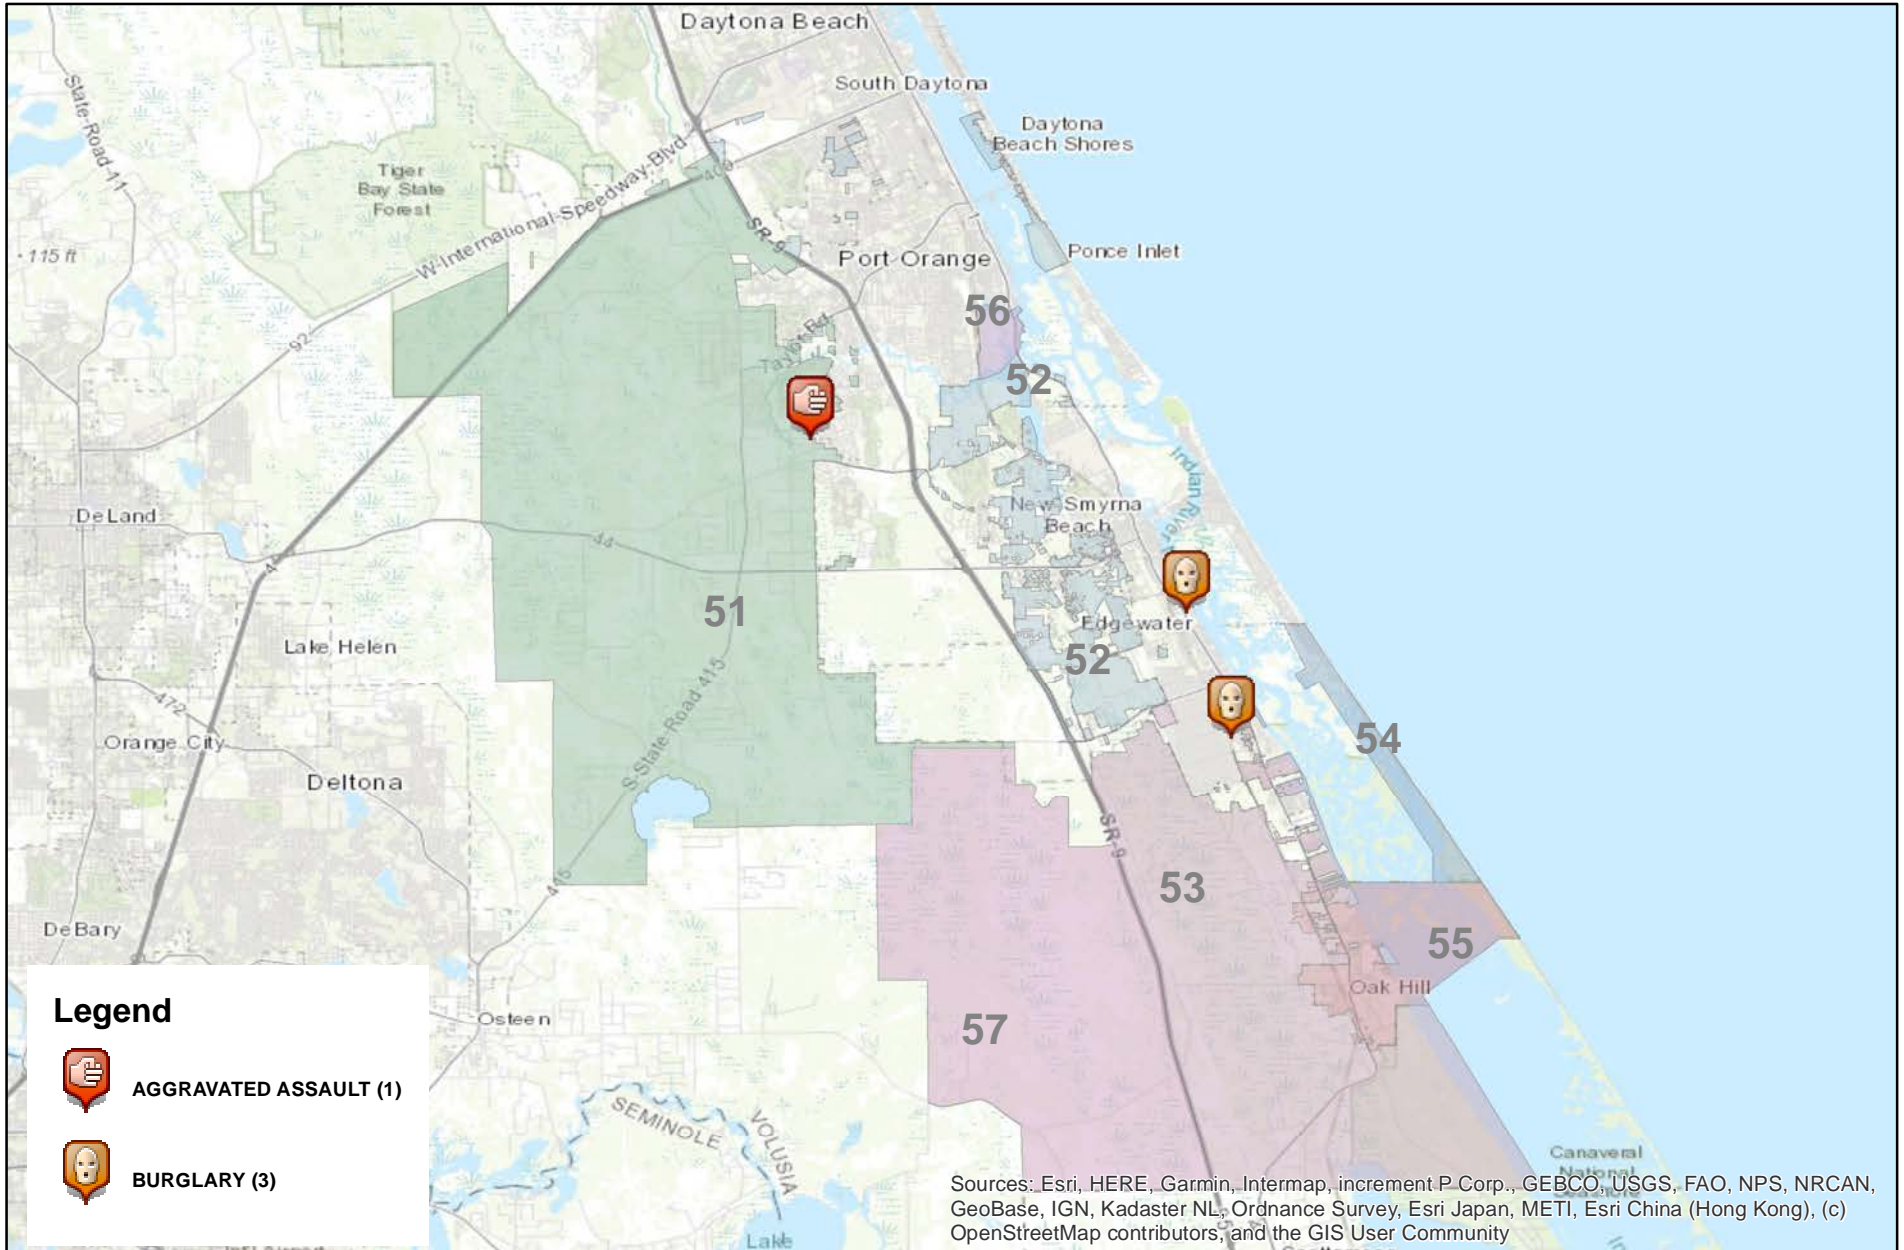 Daytona Beach
South Daytona
Daytona
Beach Shores
State-Road-11
Tiger
Bay State
Forest
W-International-Speedway-Blvd
400
SR-9
115 ft
Port Orange
Ponce Inlet
56
92
Taylor Rd
52
Indian River
New Smyrna
Beach
DeLand
44
4
51
Edgewater
Lake Helen
52
S-State-Road-415
472
Orange City
54
Deltona
SR-9
415
53
DeBary
55
Oak Hill
Legend
Osteen
57
AGGRAVATED ASSAULT (1)
SEMINOLE
VOLUSIA
BURGLARY (3)
Canaveral
National
Seashore
Sources: Esri, HERE, Garmin, Intermap, increment P Corp., GEBCO, USGS, FAO, NPS, NRCAN,
GeoBase, IGN, Kadaster NL, Ordnance Survey, Esri Japan, METI, Esri China (Hong Kong), (c)
OpenStreetMap contributors, and the GIS User Community
Lake